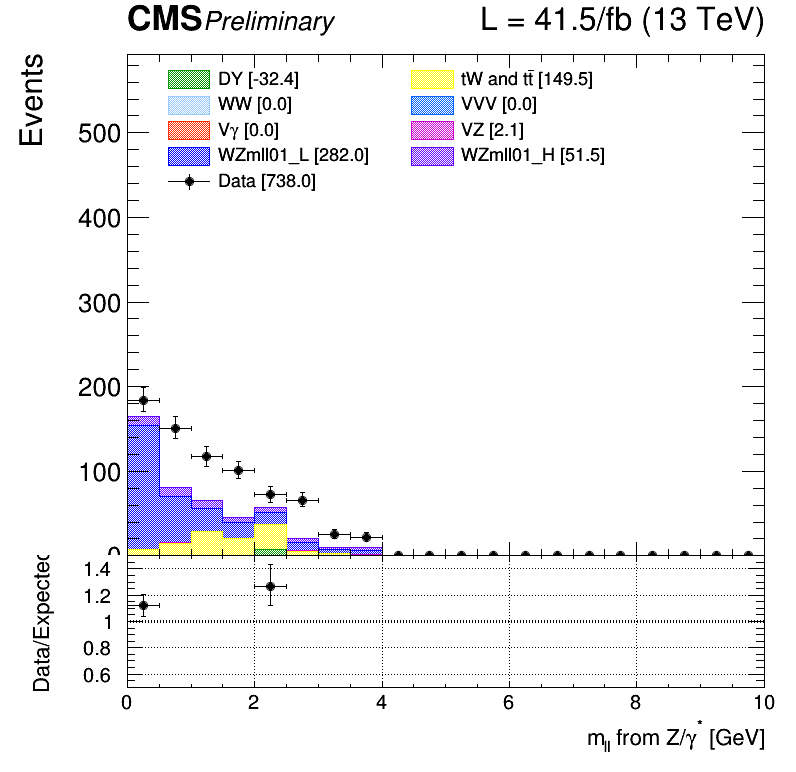 CMS Preliminary L = 41.5/fb (13 TeV)
Events
DY [-32.4] tW and tt̄ [149.5]
WW [0.0] VVV [0.0]
Vγ [0.0] VZ [2.1]
WZmll01_L [282.0] WZmll01_H [51.5]
Data [738.0]
500
400
300
200
100
0
Data/Expected
1.4
1.2
1
0.8
0.6
0 2 4 6 8 10
m_ll from Z/γ* [GeV]